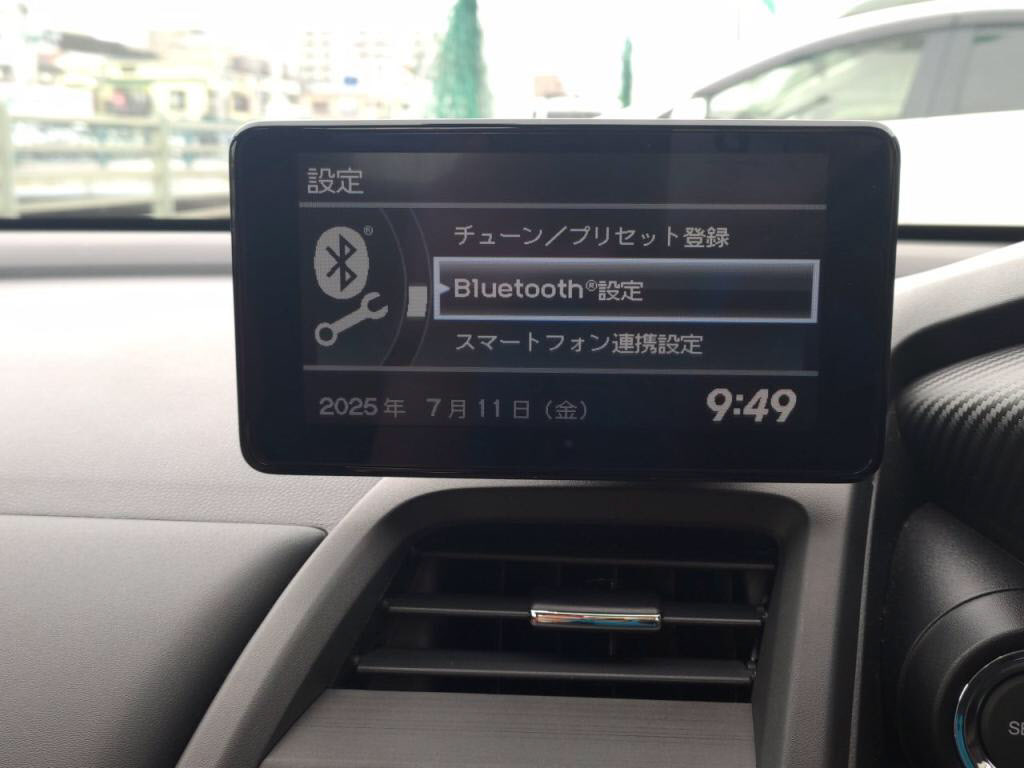 設定
チューン／プリセット登録
Bluetooth®設定
スマートフォン連携設定
2025年 7月11日（金） 9:49